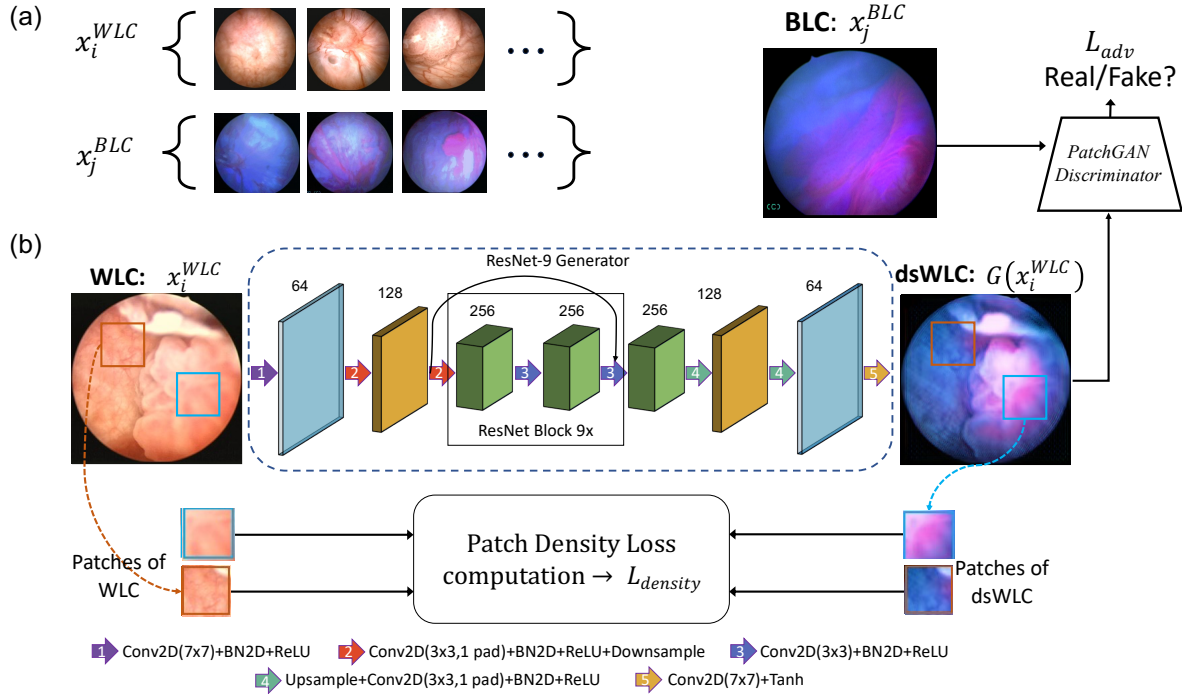 (a)
x_i^{WLC}
...
x_j^{BLC}
...
BLC: x_j^{BLC}
L_{adv}
Real/Fake?
PatchGAN
Discriminator
(b)
WLC: x_i^{WLC}
ResNet-9 Generator
dsWLC: G(x_i^{WLC})
64
128
256
256
256
128
64
1
2
2
3
3
4
4
5
ResNet Block 9x
Patches of
WLC
Patch Density Loss
computation → L_{density}
Patches of
dsWLC
1 Conv2D(7x7)+BN2D+ReLU
2 Conv2D(3x3,1 pad)+BN2D+ReLU+Downsample
3 Conv2D(3x3)+BN2D+ReLU
4 Upsample+Conv2D(3x3,1 pad)+BN2D+ReLU
5 Conv2D(7x7)+Tanh